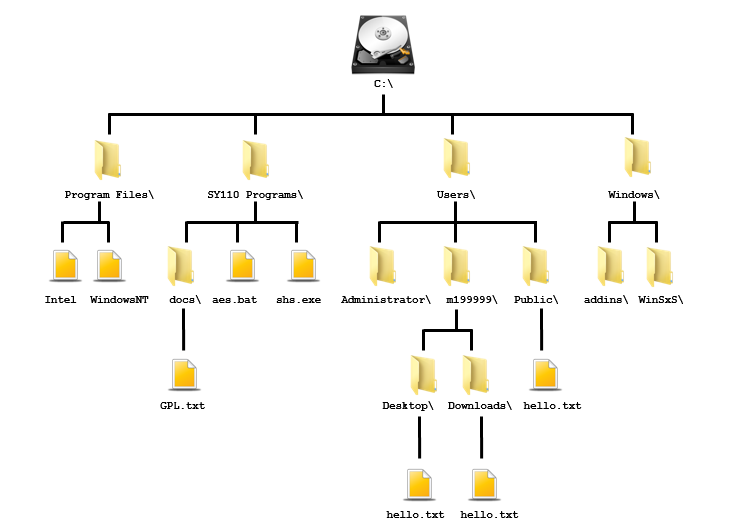 C:\
Program Files\ SY110 Programs\ Users\ Windows\
Intel WindowsNT docs\ aes.bat shs.exe Administrator\ m199999\ Public\ addins\ WinSxS\
GPL.txt Desktop\ Downloads\ hello.txt
hello.txt hello.txt